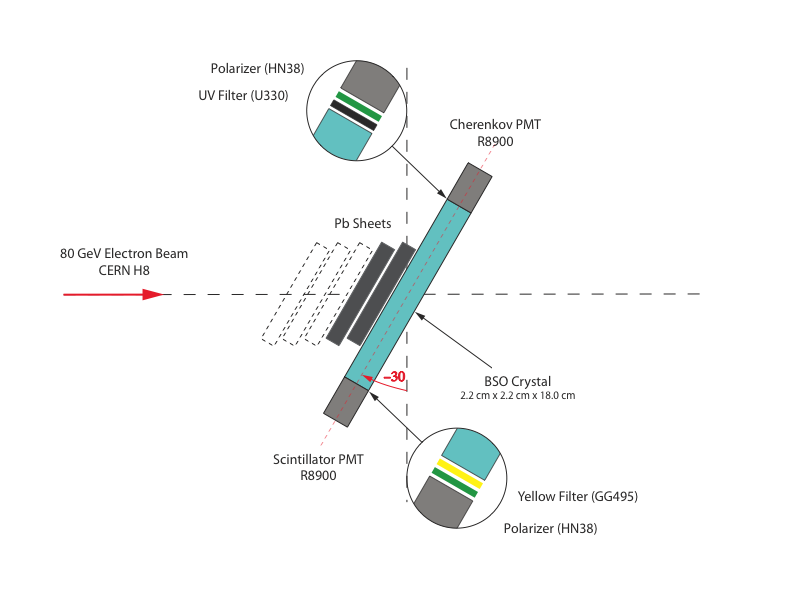 Polarizer (HN38)
UV Filter (U330)
Cherenkov PMT
R8900
Pb Sheets
80 GeV Electron Beam
CERN H8
–30
BSO Crystal
2.2 cm x 2.2 cm x 18.0 cm
Scintillator PMT
R8900
Yellow Filter (GG495)
Polarizer (HN38)